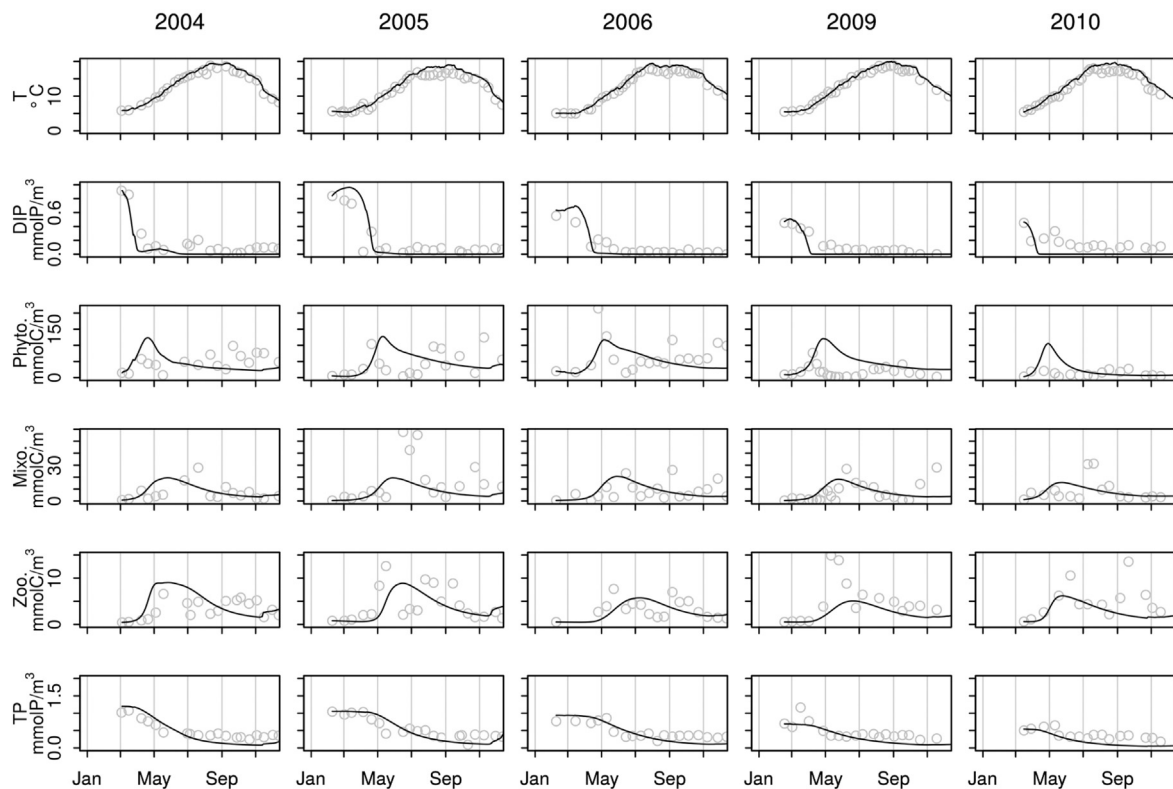 2004 2005 2006 2009 2010
T
° C
0 10
DIP
mmolP/m³
0.0 0.6
Phyto.
mmolC/m³
0 150
Mixo.
mmolC/m³
0 30
Zoo.
mmolC/m³
0 10
TP
mmolP/m³
0.0 1.5
Jan May Sep Jan May Sep Jan May Sep Jan May Sep Jan May Sep